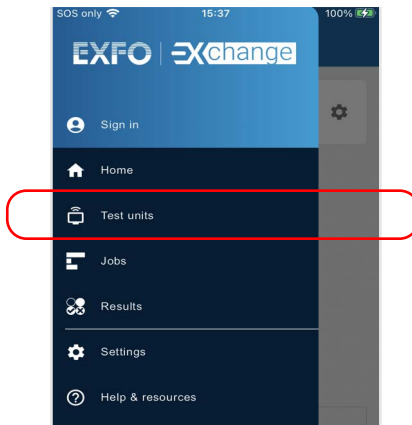 SOS only 15:37 100%
EXFO | EXchange
Sign in
Home
Test units
Jobs
Results
Settings
Help & resources